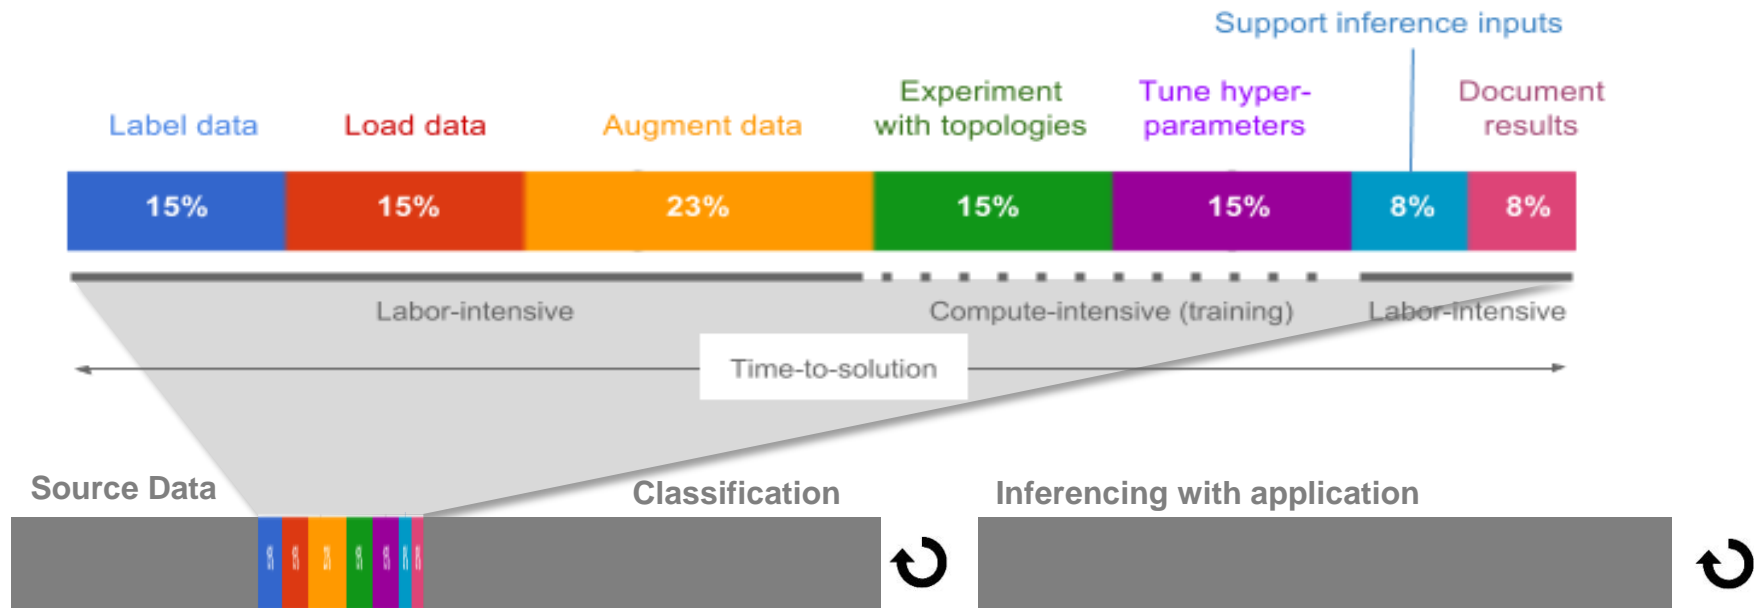 Support inference inputs
Label data
Load data
Augment data
Experiment
with topologies
Tune hyper-
parameters
Document
results
15%
15%
23%
15%
15%
8%
8%
Labor-intensive
Compute-intensive (training)
Labor-intensive
Time-to-solution
Source Data
Classification
Inferencing with application